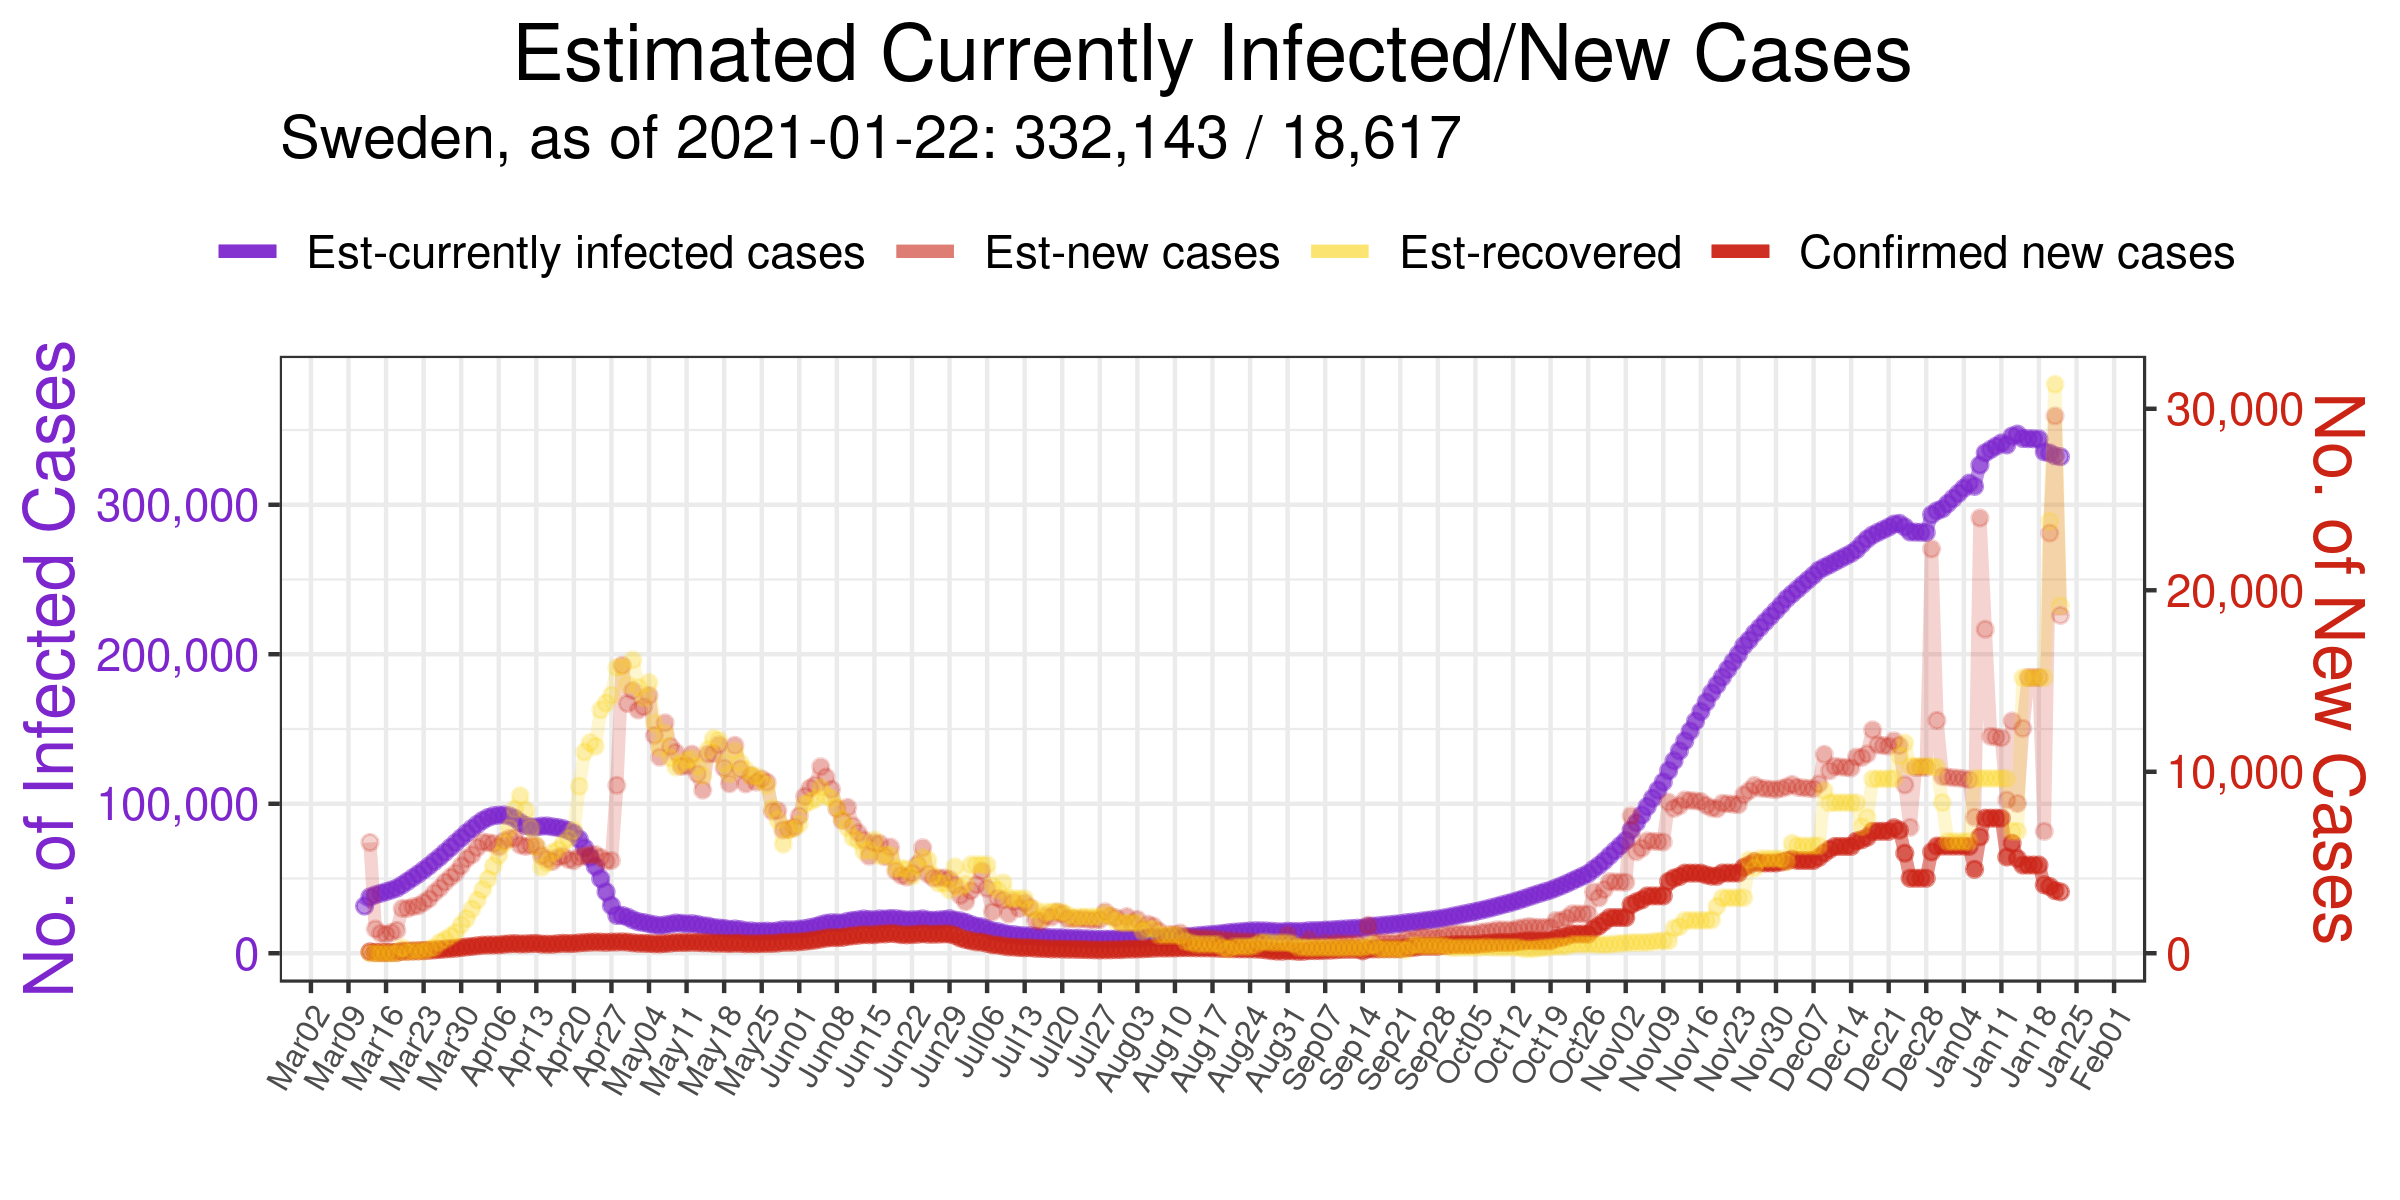 Estimated Currently Infected/New Cases
Sweden, as of 2021-01-22: 332,143 / 18,617
Est-currently infected cases Est-new cases Est-recovered Confirmed new cases
No. of Infected Cases
300,000
200,000
100,000
0
30,000
20,000
10,000
0
No. of New Cases
Mar02 Mar09 Mar16 Mar23 Mar30 Apr06 Apr13 Apr20 Apr27 May04 May11 May18 May25 Jun01 Jun08 Jun15 Jun22 Jun29 Jul06 Jul13 Jul20 Jul27 Aug03 Aug10 Aug17 Aug24 Aug31 Sep07 Sep14 Sep21 Sep28 Oct05 Oct12 Oct19 Oct26 Nov02 Nov09 Nov16 Nov23 Nov30 Dec07 Dec14 Dec21 Dec28 Jan04 Jan11 Jan18 Jan25 Feb01